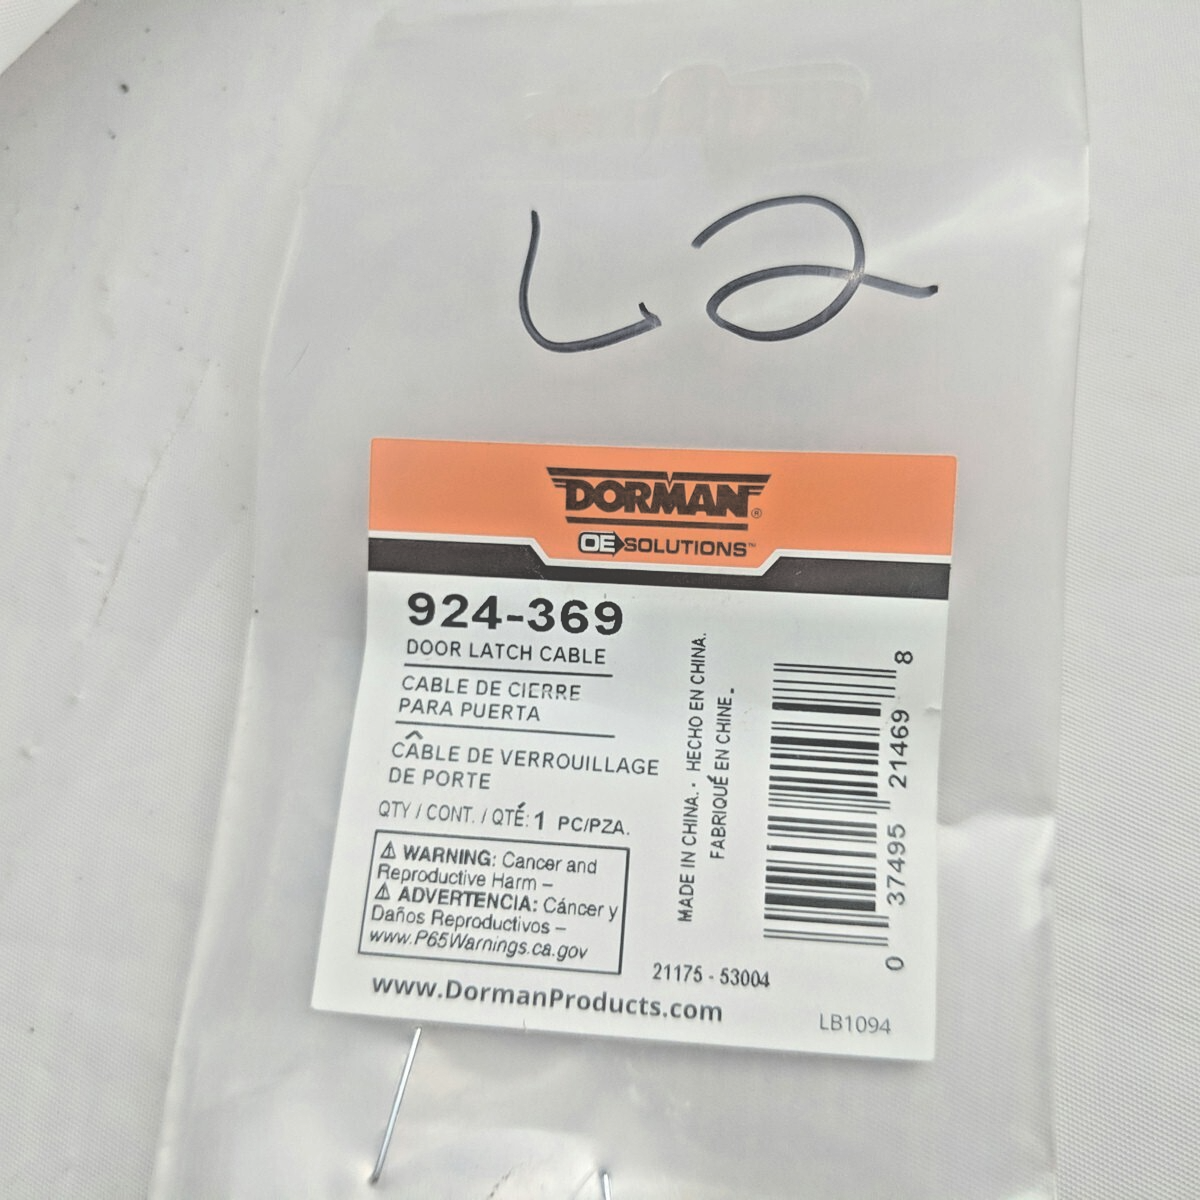 L2
DORMAN®
OE SOLUTIONS™
924-369
DOOR LATCH CABLE
CABLE DE CIERRE
PARA PUERTA
CÂBLE DE VERROUILLAGE
DE PORTE
QTY / CONT. / QTÉ: 1 PC/PZA.
⚠ WARNING: Cancer and
Reproductive Harm –
⚠ ADVERTENCIA: Cáncer y
Daños Reproductivos –
www.P65Warnings.ca.gov
www.DormanProducts.com
MADE IN CHINA. · HECHO EN CHINA.
FABRIQUÉ EN CHINE.
0 37495 21469 8
21175 - 53004
LB1094